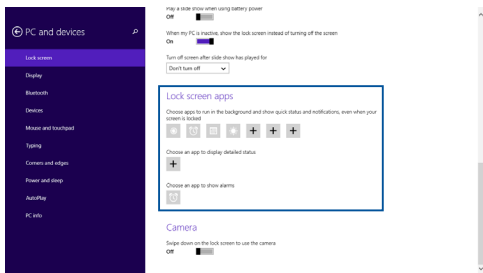 PC and devices
Lock screen
Display
Bluetooth
Devices
Mouse and touchpad
Typing
Corners and edges
Power and sleep
AutoPlay
PC info
Play a slide show when using battery power
Off
When my PC is inactive, show the lock screen instead of turning off the screen
On
Turn off screen after slide show has played for
Don't turn off
Lock screen apps
Choose apps to run in the background and show quick status and notifications, even when your
screen is locked
Choose an app to display detailed status
Choose an app to show alarms
Camera
Swipe down on the lock screen to use the camera
Off